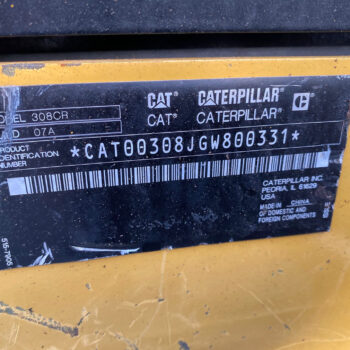 CAT CATERPILLAR C
MODEL 308CR
CAT® CATERPILLAR®
07A
PRODUCT
IDENTIFICATION
NUMBER
*CAT00308JGW800331*
CATERPILLAR INC.
PEORIA, IL 61629
USA
MADE IN CHINA
OF DOMESTIC AND
FOREIGN COMPONENTS